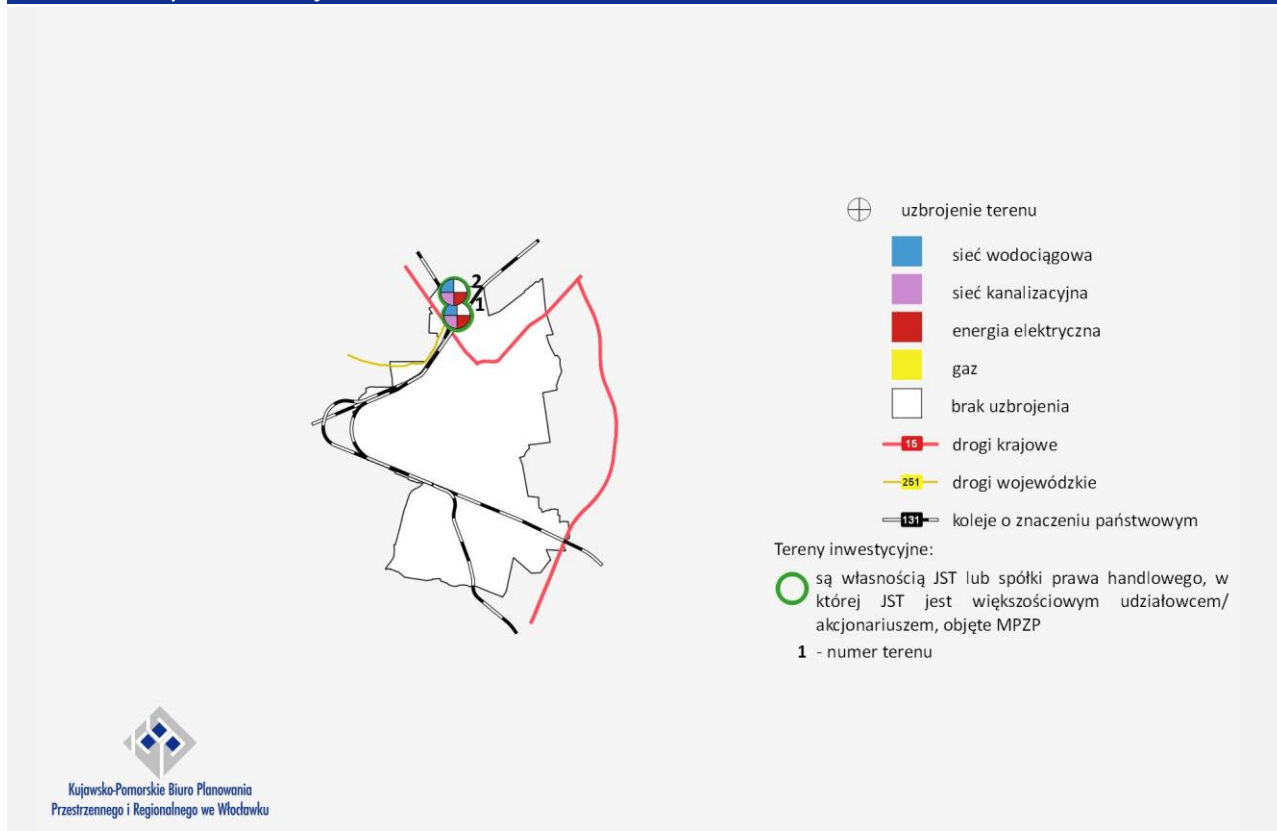 uzbrojenie terenu
sieć wodociągowa
sieć kanalizacyjna
energia elektryczna
gaz
brak uzbrojenia
15 drogi krajowe
251 drogi wojewódzkie
131 koleje o znaczeniu państwowym
Tereny inwestycyjne:
są własnością JST lub spółki prawa handlowego, w
której JST jest większościowym udziałowcem/
akcjonariuszem, objęte MPZP
1 - numer terenu
2
1
Kujawsko-Pomorskie Biuro Planowania
Przestrzennego i Regionalnego we Włocławku